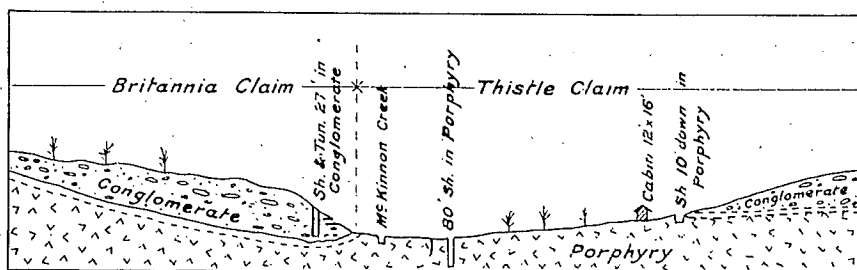 Britannia Claim
Thistle Claim
Sh. & Tun. 27' in
Conglomerate
McKinnon Creek
80' Sh. in Porphyry
Cabin 12'x16'
Sh 10' down in
Porphyry
Conglomerate
Conglomerate
Porphyry